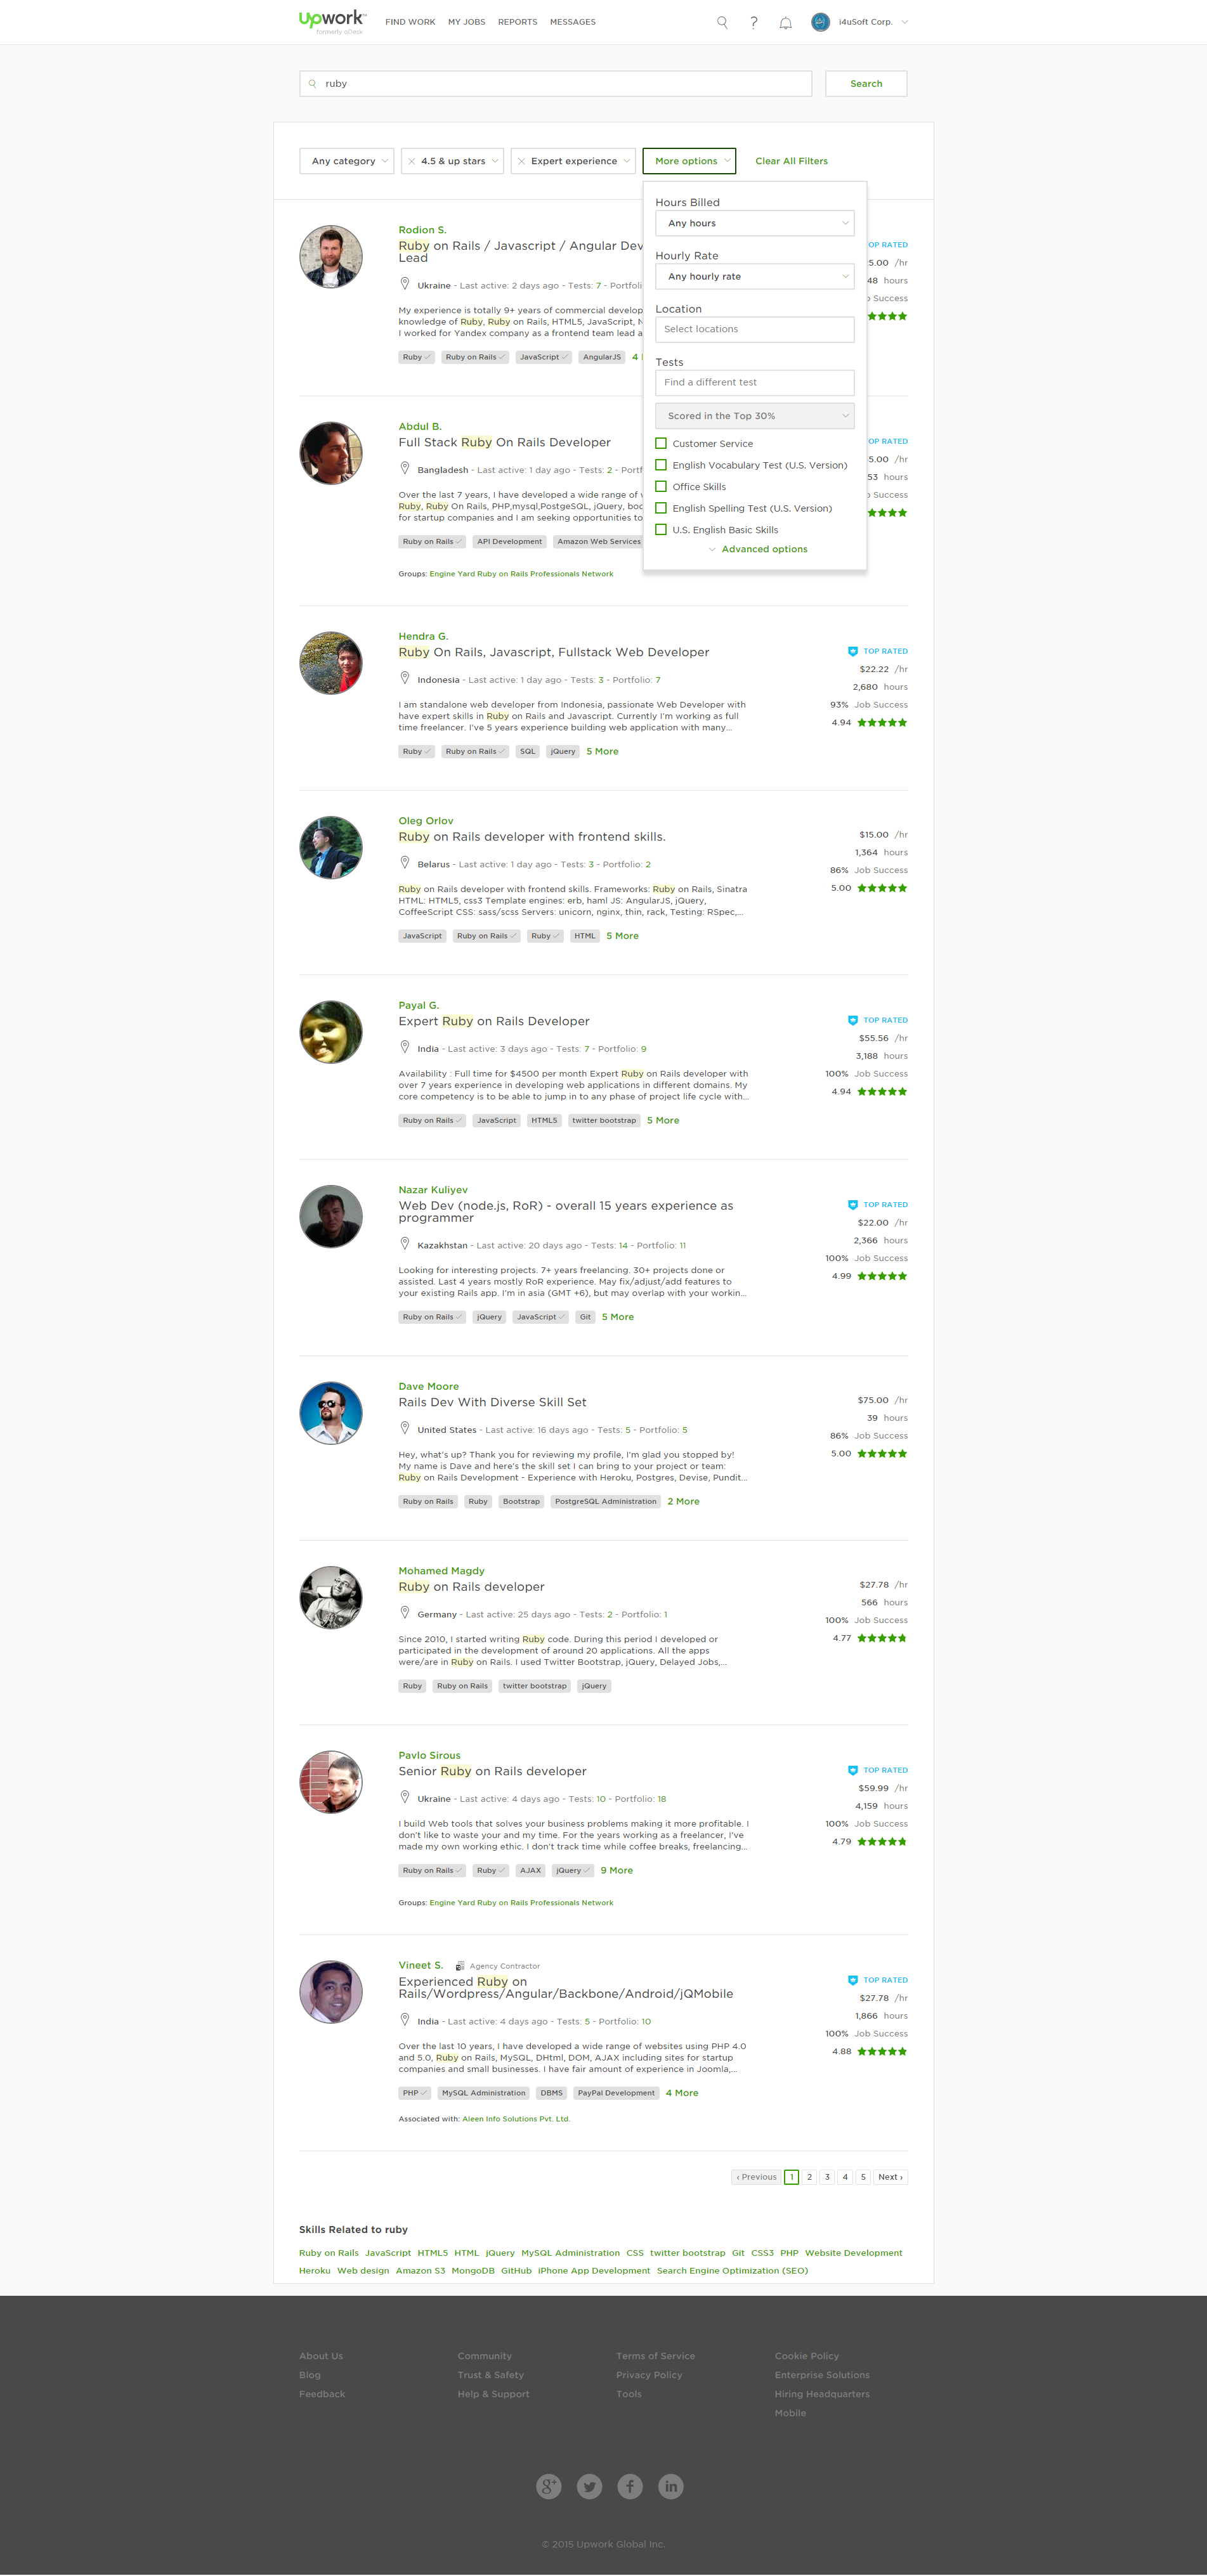 Upwork™
formerly oDesk
FIND WORK MY JOBS REPORTS MESSAGES
?
i4uSoft Corp.
ruby
Search
Any category
4.5 & up stars
Expert experience
More options
Clear All Filters
Hours Billed
Any hours
Hourly Rate
Any hourly rate
Location
Select locations
Tests
Find a different test
Scored in the Top 30%
Customer Service
English Vocabulary Test (U.S. Version)
Office Skills
English Spelling Test (U.S. Version)
U.S. English Basic Skills
Advanced options
Rodion S.
Ruby on Rails / Javascript / Angular Dev
Lead
Ukraine - Last active: 2 days ago - Tests: 7 - Portfoli
My experience is totally 9+ years of commercial develop
knowledge of Ruby, Ruby on Rails, HTML5, JavaScript,
I worked for Yandex company as a frontend team lead a
Ruby Ruby on Rails JavaScript AngularJS 4
OP RATED
5.00 /hr
48 hours
Success
Abdul B.
Full Stack Ruby On Rails Developer
Bangladesh - Last active: 1 day ago - Tests: 2 - Portf
Over the last 7 years, I have developed a wide range of
Ruby, Ruby On Rails, PHP,mysql,PostgeSQL, jQuery, boo
for startup companies and I am seeking opportunities to
Ruby on Rails API Development Amazon Web Services
Groups: Engine Yard Ruby on Rails Professionals Network
OP RATED
5.00 /hr
53 hours
Success
Hendra G.
Ruby On Rails, Javascript, Fullstack Web Developer
Indonesia - Last active: 1 day ago - Tests: 3 - Portfolio: 7
I am standalone web developer from Indonesia, passionate Web Developer with
have expert skills in Ruby on Rails and Javascript. Currently I'm working as full
time freelancer. I've 5 years experience building web application with many...
Ruby Ruby on Rails SQL jQuery 5 More
TOP RATED
$22.22 /hr
2,680 hours
93% Job Success
4.94
Oleg Orlov
Ruby on Rails developer with frontend skills.
Belarus - Last active: 1 day ago - Tests: 3 - Portfolio: 2
Ruby on Rails developer with frontend skills. Frameworks: Ruby on Rails, Sinatra
HTML: HTML5, css3 Template engines: erb, haml JS: AngularJS, jQuery,
CoffeeScript CSS: sass/scss Servers: unicorn, nginx, thin, rack, Testing: RSpec,...
JavaScript Ruby on Rails Ruby HTML 5 More
$15.00 /hr
1,364 hours
86% Job Success
5.00
Payal G.
Expert Ruby on Rails Developer
India - Last active: 3 days ago - Tests: 7 - Portfolio: 9
Availability : Full time for $4500 per month Expert Ruby on Rails developer with
over 7 years experience in developing web applications in different domains. My
core competency is to be able to jump in to any phase of project life cycle with...
Ruby on Rails JavaScript HTML5 twitter bootstrap 5 More
TOP RATED
$55.56 /hr
3,188 hours
100% Job Success
4.94
Nazar Kuliyev
Web Dev (node.js, RoR) - overall 15 years experience as
programmer
Kazakhstan - Last active: 20 days ago - Tests: 14 - Portfolio: 11
Looking for interesting projects. 7+ years freelancing. 30+ projects done or
assisted. Last 4 years mostly RoR experience. May fix/adjust/add features to
your existing Rails app. I'm in asia (GMT +6), but may overlap with your workin...
Ruby on Rails jQuery JavaScript Git 5 More
TOP RATED
$22.00 /hr
2,366 hours
100% Job Success
4.99
Dave Moore
Rails Dev With Diverse Skill Set
United States - Last active: 16 days ago - Tests: 5 - Portfolio: 5
Hey, what's up? Thank you for reviewing my profile, I'm glad you stopped by!
My name is Dave and here's the skill set I can bring to your project or team:
Ruby on Rails Development - Experience with Heroku, Postgres, Devise, Pundit...
Ruby on Rails Ruby Bootstrap PostgreSQL Administration 2 More
$75.00 /hr
39 hours
86% Job Success
5.00
Mohamed Magdy
Ruby on Rails developer
Germany - Last active: 25 days ago - Tests: 2 - Portfolio: 1
Since 2010, I started writing Ruby code. During this period I developed or
participated in the development of around 20 applications. All the apps
were/are in Ruby on Rails. I used Twitter Bootstrap, jQuery, Delayed Jobs,...
Ruby Ruby on Rails twitter bootstrap jQuery
$27.78 /hr
566 hours
100% Job Success
4.77
Pavlo Sirous
Senior Ruby on Rails developer
Ukraine - Last active: 4 days ago - Tests: 10 - Portfolio: 18
I build Web tools that solves your business problems making it more profitable. I
don't like to waste your and my time. For the years working as a freelancer, I've
made my own working ethic. I don't track time while coffee breaks, freelancing...
Ruby on Rails Ruby AJAX jQuery 9 More
Groups: Engine Yard Ruby on Rails Professionals Network
TOP RATED
$59.99 /hr
4,159 hours
100% Job Success
4.79
Vineet S. Agency Contractor
Experienced Ruby on
Rails/Wordpress/Angular/Backbone/Android/jQMobile
India - Last active: 4 days ago - Tests: 5 - Portfolio: 10
Over the last 10 years, I have developed a wide range of websites using PHP 4.0
and 5.0, Ruby on Rails, MySQL, DHtml, DOM, AJAX including sites for startup
companies and small businesses. I have fair amount of experience in Joomla,...
PHP MySQL Administration DBMS PayPal Development 4 More
Associated with: Aleen Info Solutions Pvt. Ltd.
TOP RATED
$27.78 /hr
1,866 hours
100% Job Success
4.88
‹ Previous 1 2 3 4 5 Next ›
Skills Related to ruby
Ruby on Rails JavaScript HTML5 HTML jQuery MySQL Administration CSS twitter bootstrap Git CSS3 PHP Website Development
Heroku Web design Amazon S3 MongoDB GitHub iPhone App Development Search Engine Optimization (SEO)
About Us Community Terms of Service Cookie Policy
Blog Trust & Safety Privacy Policy Enterprise Solutions
Feedback Help & Support Tools Hiring Headquarters
Mobile
g+ f in
© 2015 Upwork Global Inc.